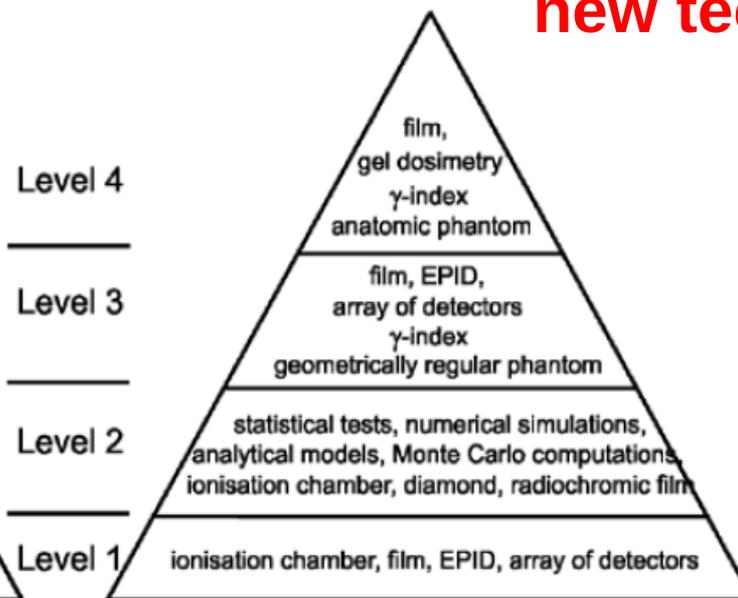 new
Level 4
film,
gel dosimetry
γ-index
anatomic phantom
Level 3
film, EPID,
array of detectors
γ-index
geometrically regular phantom
Level 2
statistical tests, numerical simulations,
analytical models, Monte Carlo computations,
ionisation chamber, diamond, radiochromic film
Level 1
ionisation chamber, film, EPID, array of detectors